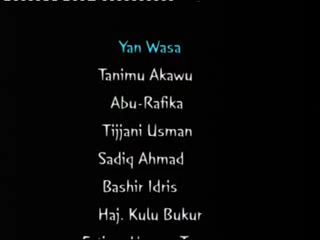 Yan Wasa
Tanimu Akawu
Abu-Rafika
Tijjani Usman
Sadiq Ahmad
Bashir Idris
Haj. Kulu Bukur